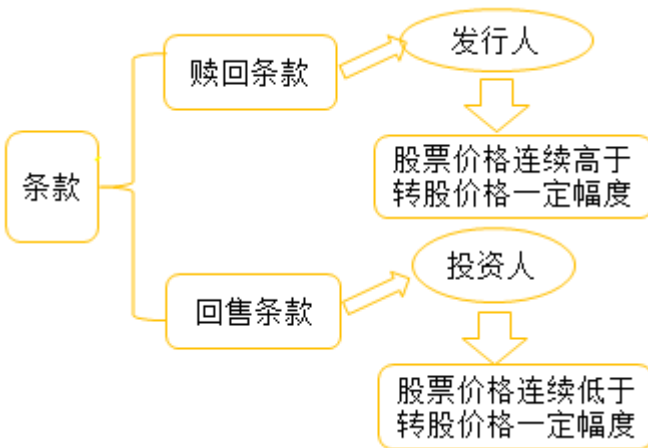 条款
赎回条款
发行人
股票价格连续高于
转股价格一定幅度
回售条款
投资人
股票价格连续低于
转股价格一定幅度